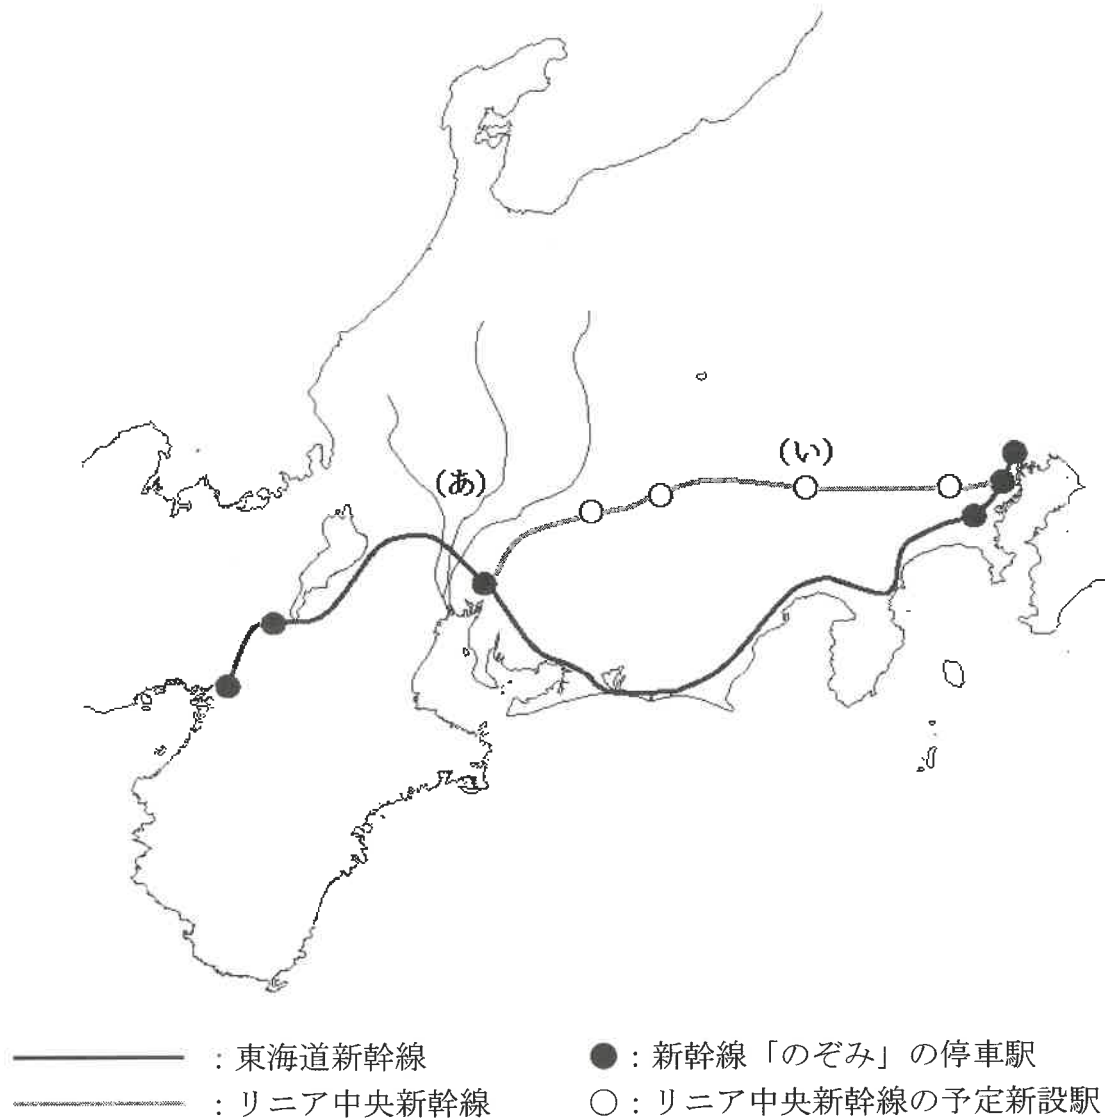 (あ)
(い)
：東海道新幹線
●：新幹線「のぞみ」の停車駅
：リニア中央新幹線
○：リニア中央新幹線の予定新設駅